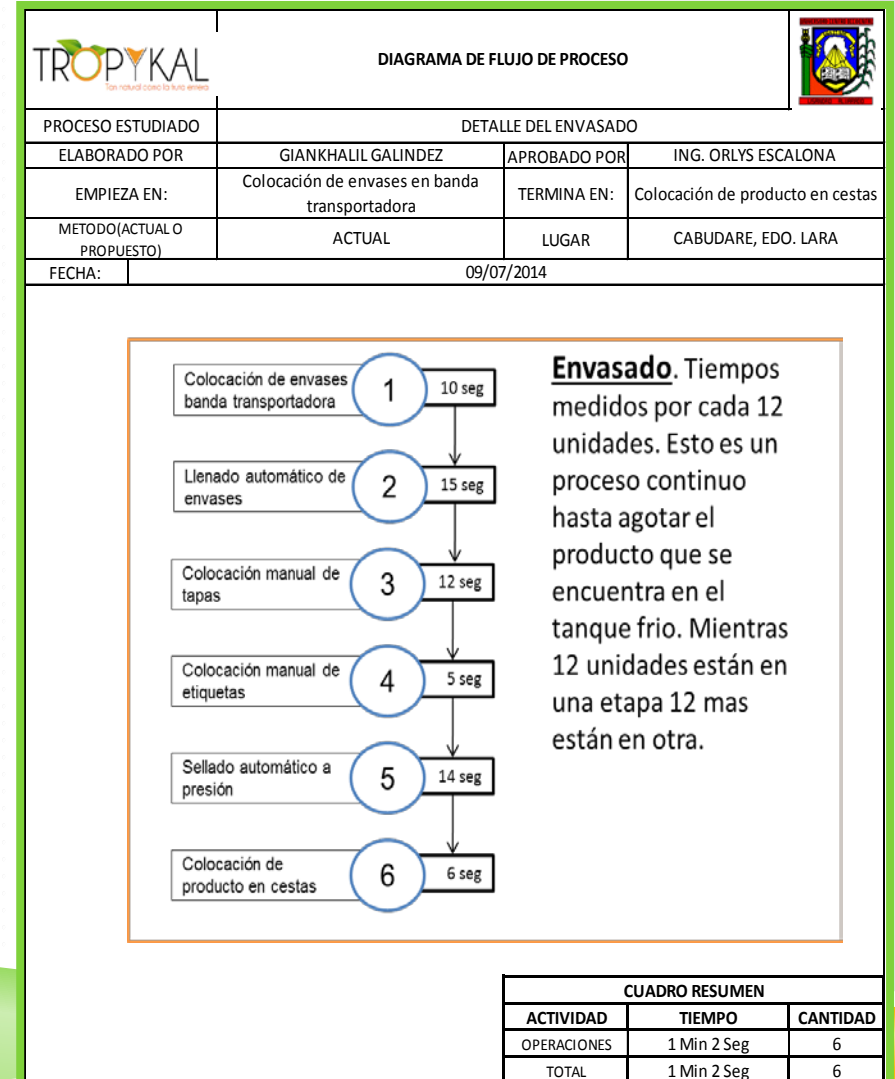 TROPYKAL
Tan natural como la fruta entera
DIAGRAMA DE FLUJO DE PROCESO
PROCESO ESTUDIADO DETALLE DEL ENVASADO
ELABORADO POR GIANKHALIL GALINDEZ APROBADO POR ING. ORLYS ESCALONA
EMPIEZA EN: Colocación de envases en banda
transportadora TERMINA EN: Colocación de producto en cestas
METODO(ACTUAL O
PROPUESTO) ACTUAL LUGAR CABUDARE, EDO. LARA
FECHA: 09/07/2014
Colocación de envases
banda transportadora
1
10 seg
Llenado automático de
envases
2
15 seg
Colocación manual de
tapas
3
12 seg
Colocación manual de
etiquetas
4
5 seg
Sellado automático a
presión
5
14 seg
Colocación de
producto en cestas
6
6 seg
Envasado. Tiempos
medidos por cada 12
unidades. Esto es un
proceso continuo
hasta agotar el
producto que se
encuentra en el
tanque frio. Mientras
12 unidades están en
una etapa 12 mas
están en otra.
CUADRO RESUMEN
ACTIVIDAD TIEMPO CANTIDAD
OPERACIONES 1 Min 2 Seg 6
TOTAL 1 Min 2 Seg 6